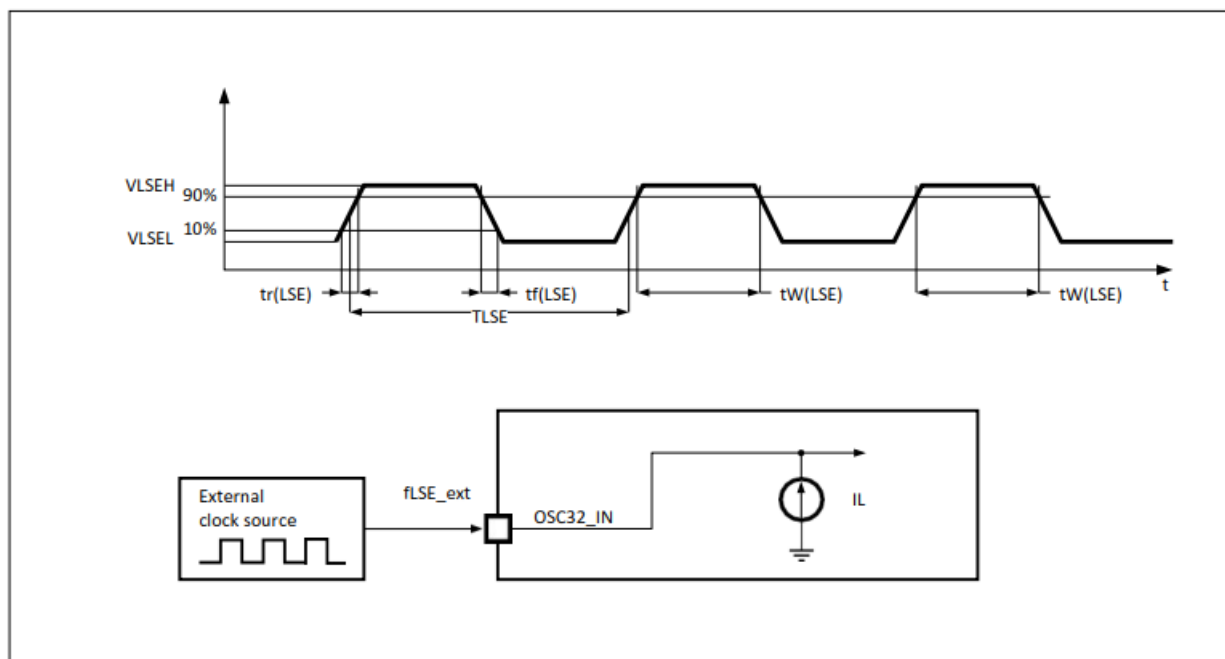 VLSEH
90%
10%
VLSEL
tr(LSE)
tf(LSE)
tW(LSE)
tW(LSE)
t
TLSE
External
clock source
fLSE_ext
OSC32_IN
IL